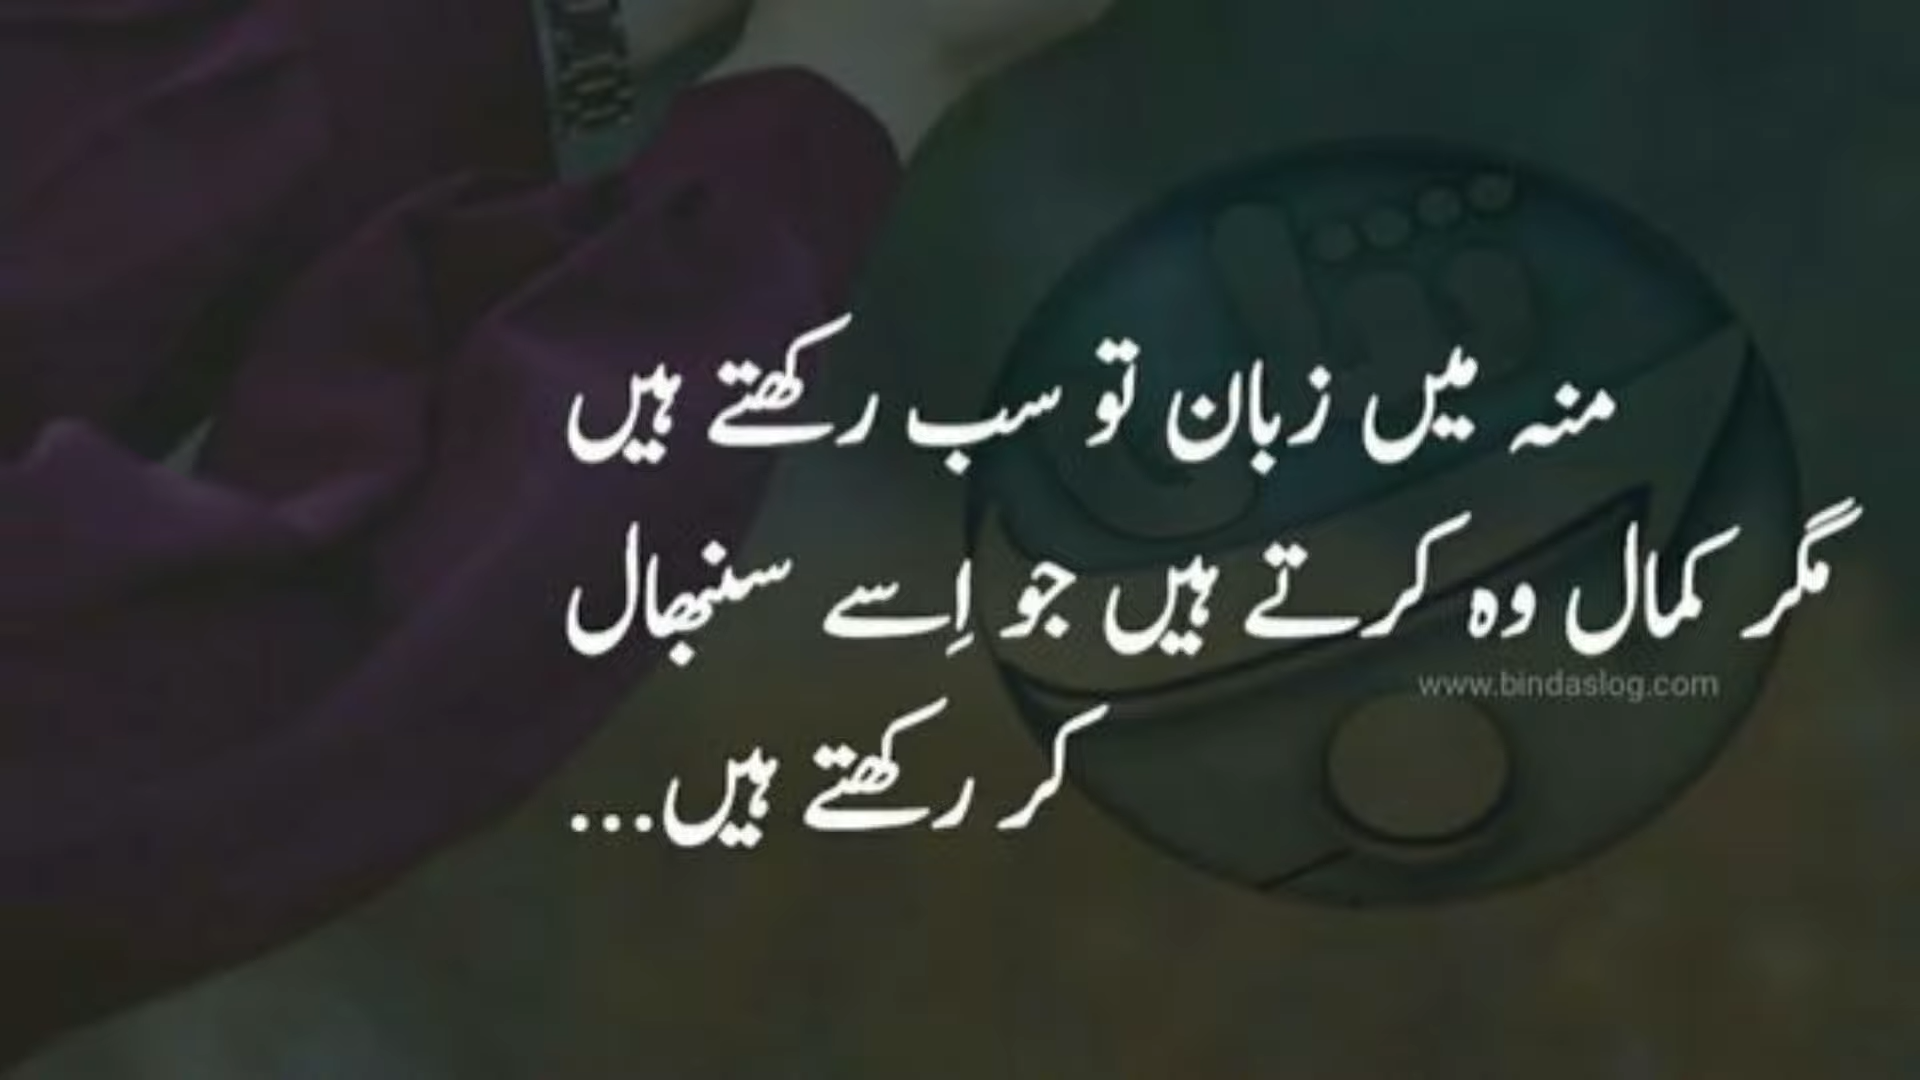 منہ میں زبان تو سب رکھتے ہیں
مگر کمال وہ کرتے ہیں جو اِسے سنبھال
www.bindaslog.com
کر رکھتے ہیں...